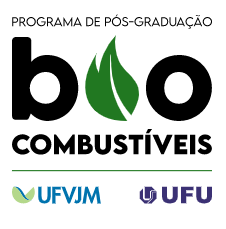 PROGRAMA DE PÓS-GRADUAÇÃO
bio
COMBUSTÍVEIS
UFVJM UFU